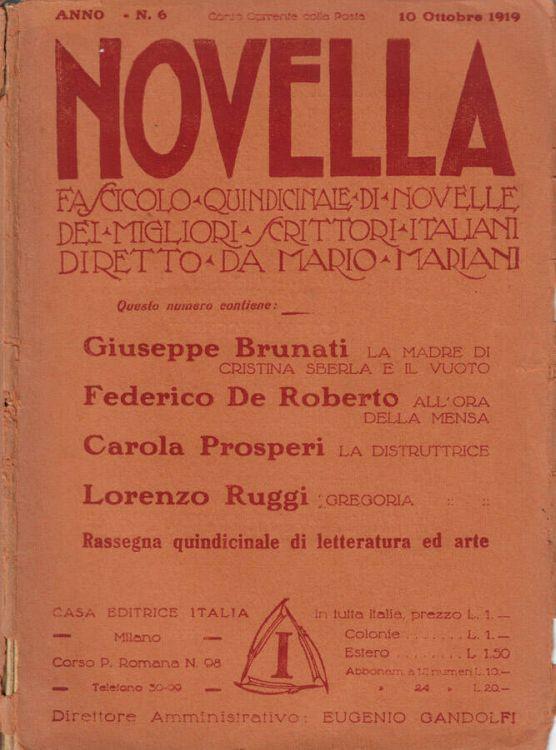 ANNO - N. 6 Conto Corrente colla Posta 10 Ottobre 1919
NOVELLA
FASCICOLO QUINDICINALE DI NOVELLE
DEI MIGLIORI SCRITTORI ITALIANI
DIRETTO DA MARIO MARIANI
Questo numero contiene:
Giuseppe Brunati LA MADRE DI
CRISTINA SBERLA E IL VUOTO
Federico De Roberto ALL'ORA
DELLA MENSA
Carola Prosperi LA DISTRUTTRICE
Lorenzo Ruggi : GREGORIA :: ::
Rassegna quindicinale di letteratura ed arte
CASA EDITRICE ITALIA
Milano
Corso P. Romana N. 98
Telefono 30-99
I
In tutta Italia, prezzo L. 1.—
Colonie ........ L. 1.—
Estero ........ L. 1.50
Abbonam. a 12 numeri L. 10.—
» 24 » L. 20.—
Direttore Amministrativo: EUGENIO GANDOLFI